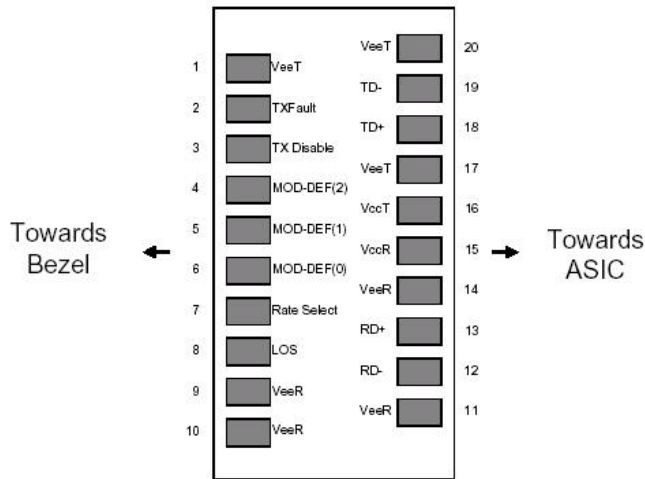 VeeT 20
1 VeeT
TD- 19
2 TXFault
TD+ 18
3 TX Disable
VeeT 17
4 MOD-DEF(2)
VccT 16
5 MOD-DEF(1)
Towards
Bezel
VccR 15
Towards
ASIC
6 MOD-DEF(0)
VeeR 14
7 Rate Select
RD+ 13
8 LOS
RD- 12
9 VeeR
VeeR 11
10 VeeR